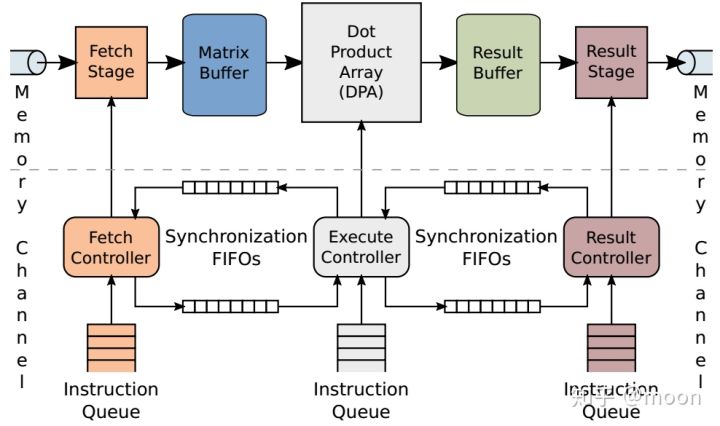 Fetch
Stage
Matrix
Buffer
Dot
Product
Array
(DPA)
Result
Buffer
Result
Stage
Memory Channel
Memory Channel
Fetch
Controller
Synchronization
FIFOs
Execute
Controller
Synchronization
FIFOs
Result
Controller
Instruction
Queue
Instruction
Queue
Instruction
Queue
知乎 @moon